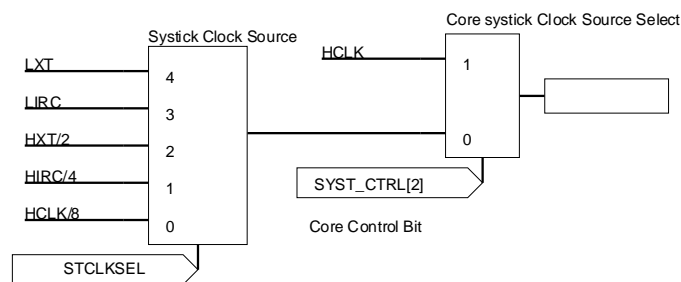 Core systick Clock Source Select
Systick Clock Source
HCLK
1
LXT
4
LIRC
3
HXT/2
2
0
HIRC/4
1
SYST_CTRL[2]
HCLK/8
0
Core Control Bit
STCLKSEL